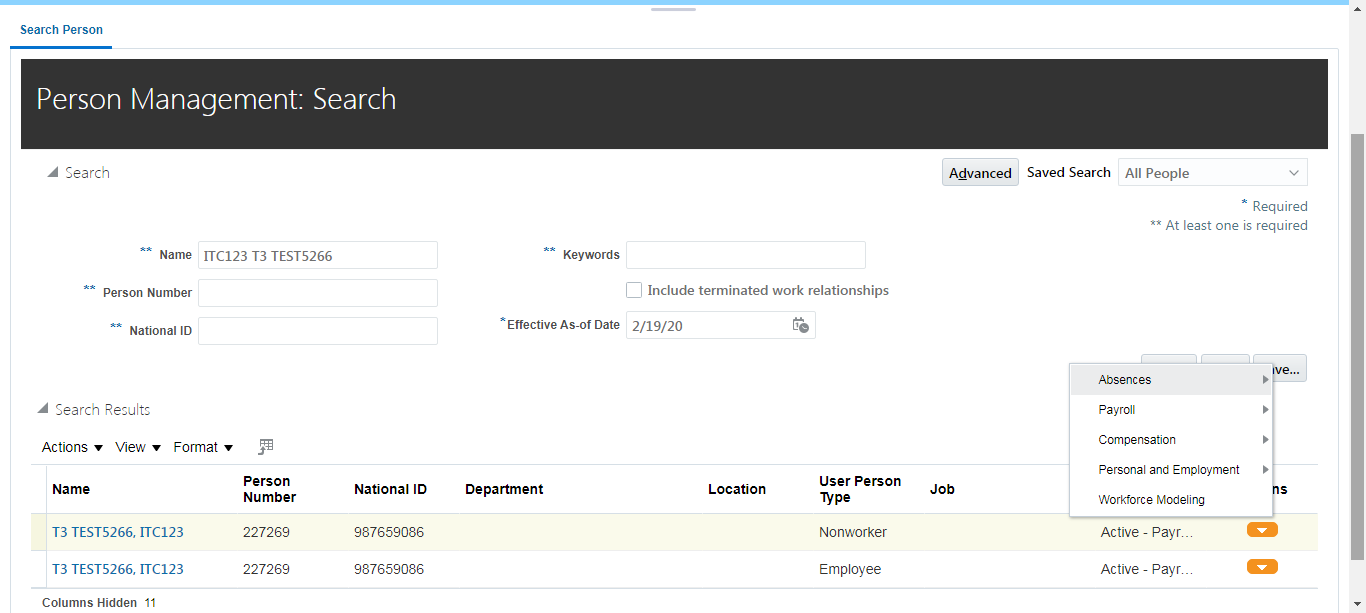 Search Person
Person Management: Search
Search
Advanced Saved Search All People
* Required
** At least one is required
** Name ITC123 T3 TEST5266
** Keywords
** Person Number
Include terminated work relationships
** National ID
*Effective As-of Date 2/19/20
ve...
Absences
Payroll
Compensation
Personal and Employment
Workforce Modeling
Search Results
Actions View Format
Name Person Number National ID Department Location User Person Type Job ns
T3 TEST5266, ITC123 227269 987659086 Nonworker Active - Payr...
T3 TEST5266, ITC123 227269 987659086 Employee Active - Payr...
Columns Hidden 11